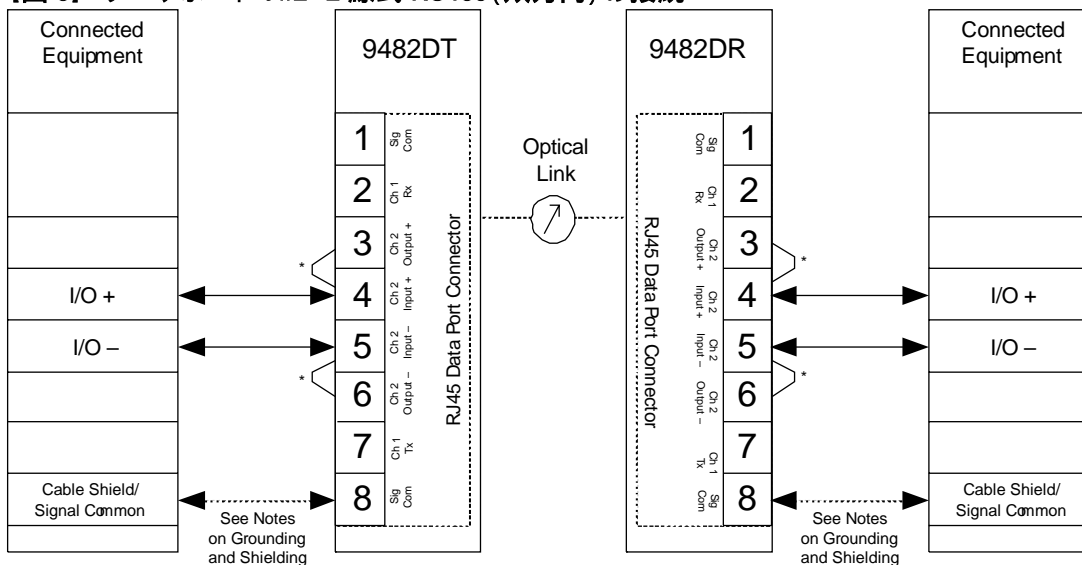 Connected
Equipment
I/O +
I/O –
Cable Shield/
Signal Common
See Notes
on Grounding
and Shielding
*
*
9482DT
1 Sig Com
2 Ch 1 Rx
3 Ch 2 Output +
4 Ch 2 Input +
5 Ch 2 Input –
6 Ch 2 Output –
7 Ch 1 Tx
8 Sig Com
RJ45 Data Port Connector
Optical
Link
9482DR
RJ45 Data Port Connector
Sig Com 1
Ch 1 Rx 2
Ch 2 Output + 3
Ch 2 Input + 4
Ch 2 Input – 5
Ch 2 Output – 6
Ch 1 Tx 7
Sig Com 8
*
*
See Notes
on Grounding
and Shielding
Connected
Equipment
I/O +
I/O –
Cable Shield/
Signal Common